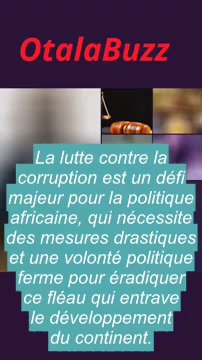 OtalaBuzz
La lutte contre la
corruption est un défi
majeur pour la politique
africaine, qui nécessite
des mesures drastiques
et une volonté politique
ferme pour éradiquer
ce fléau qui entrave
le développement
du continent.